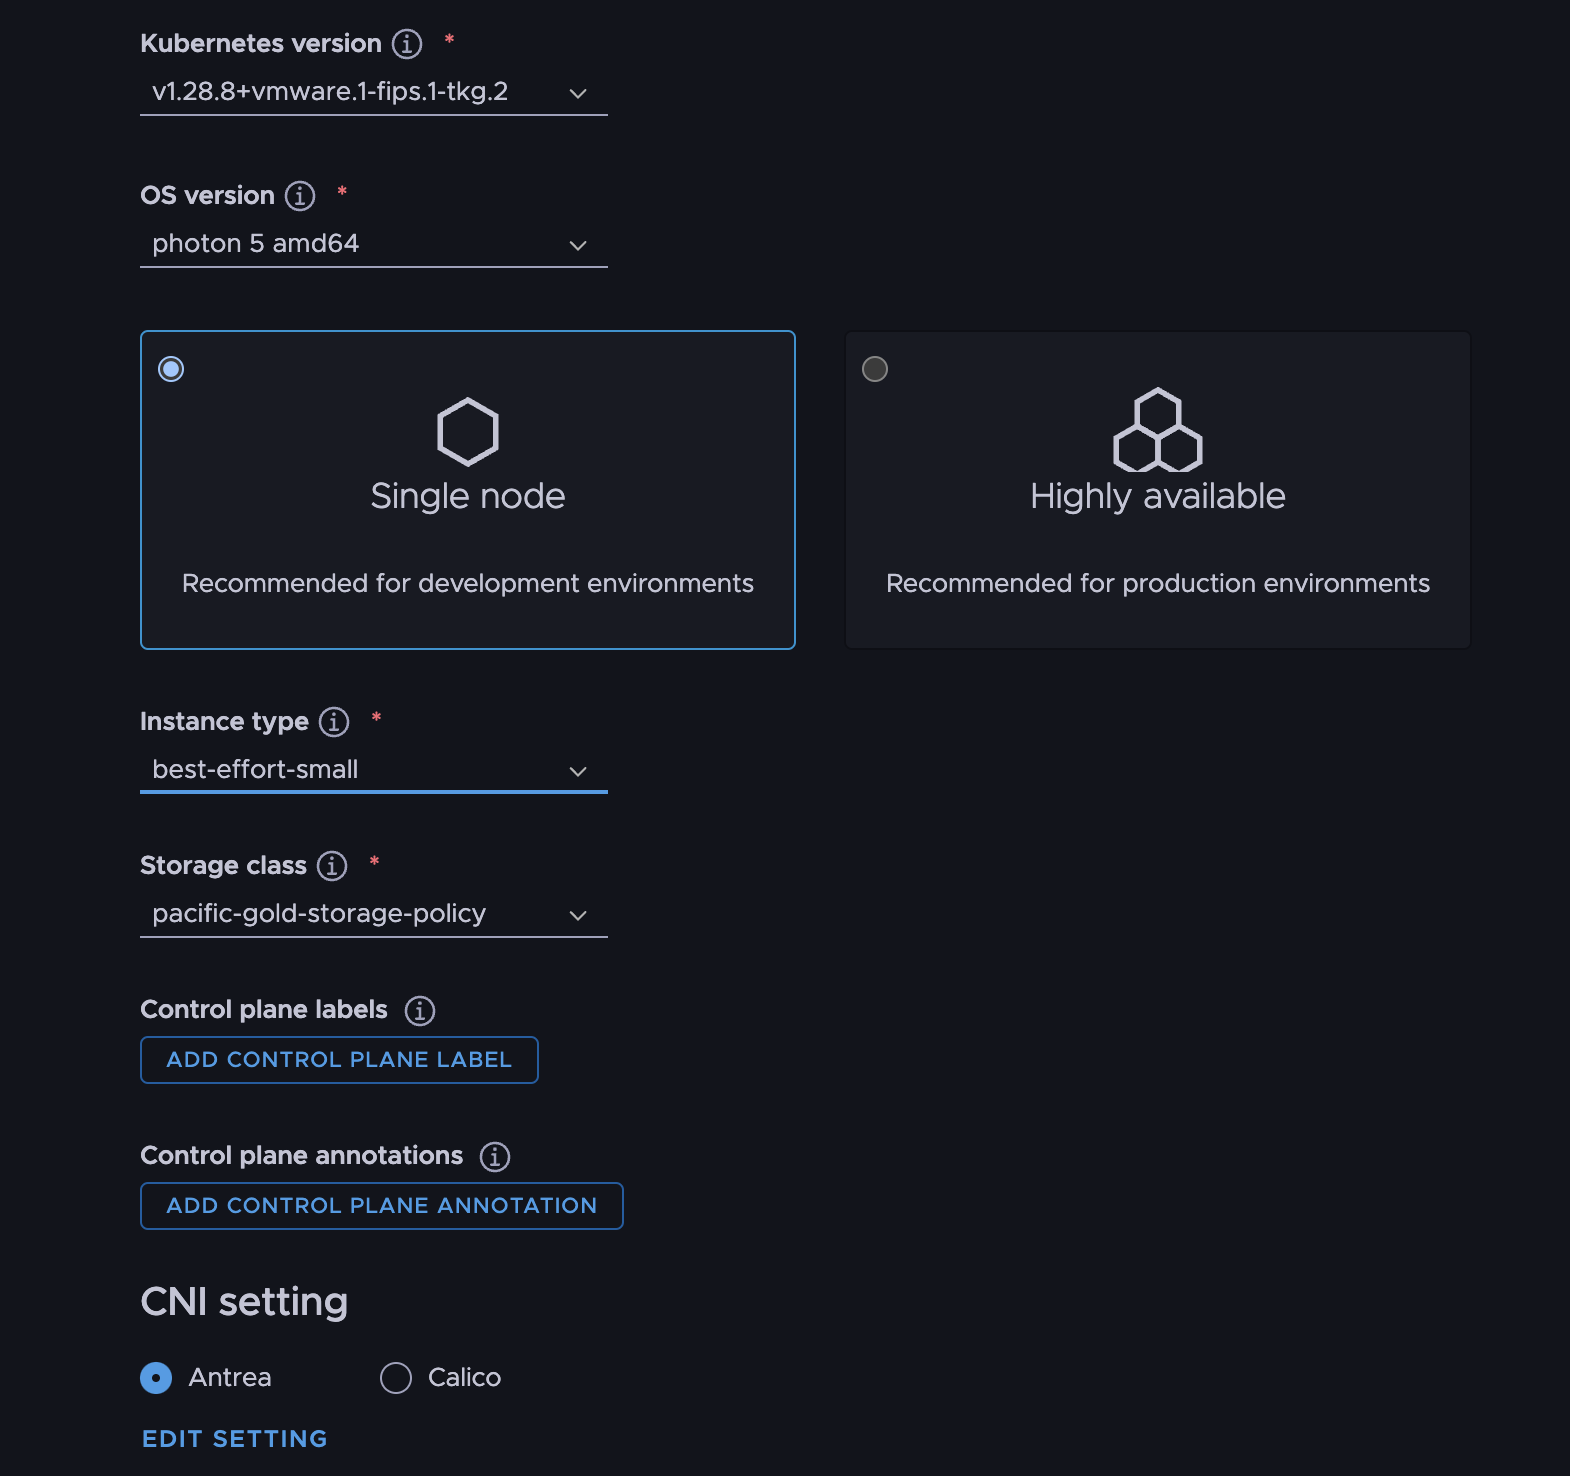 Kubernetes version *
v1.28.8+vmware.1-fips.1-tkg.2
OS version *
photon 5 amd64
Single node
Recommended for development environments
Highly available
Recommended for production environments
Instance type *
best-effort-small
Storage class *
pacific-gold-storage-policy
Control plane labels
ADD CONTROL PLANE LABEL
Control plane annotations
ADD CONTROL PLANE ANNOTATION
CNI setting
Antrea
Calico
EDIT SETTING